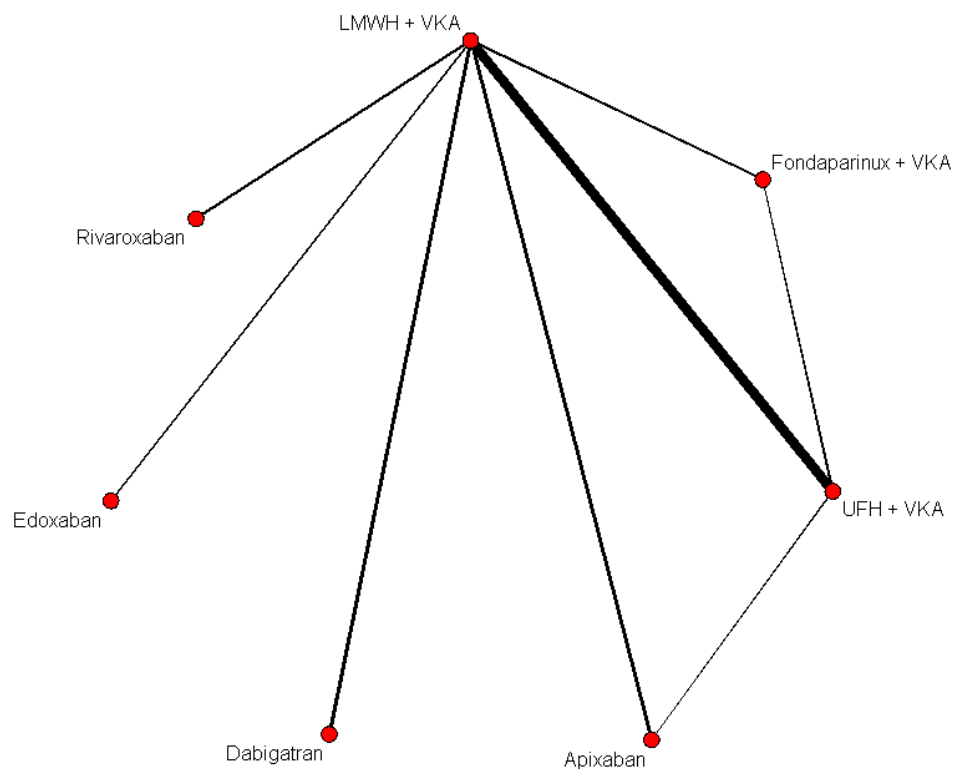 LMWH + VKA
Fondaparinux + VKA
Rivaroxaban
Edoxaban
UFH + VKA
Dabigatran
Apixaban